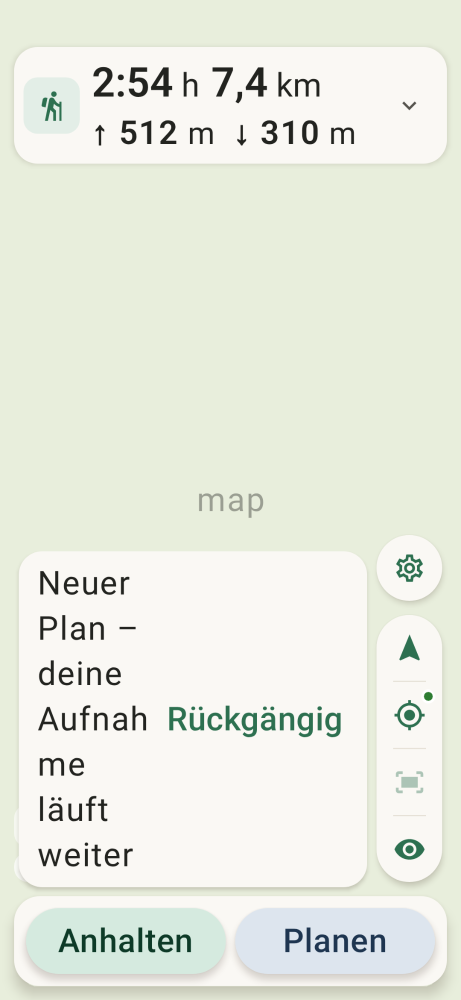 2:54 h 7,4 km
↑ 512 m ↓ 310 m
map
Neuer
Plan –
deine
Aufnah Rückgängig
me
läuft
weiter
Anhalten Planen